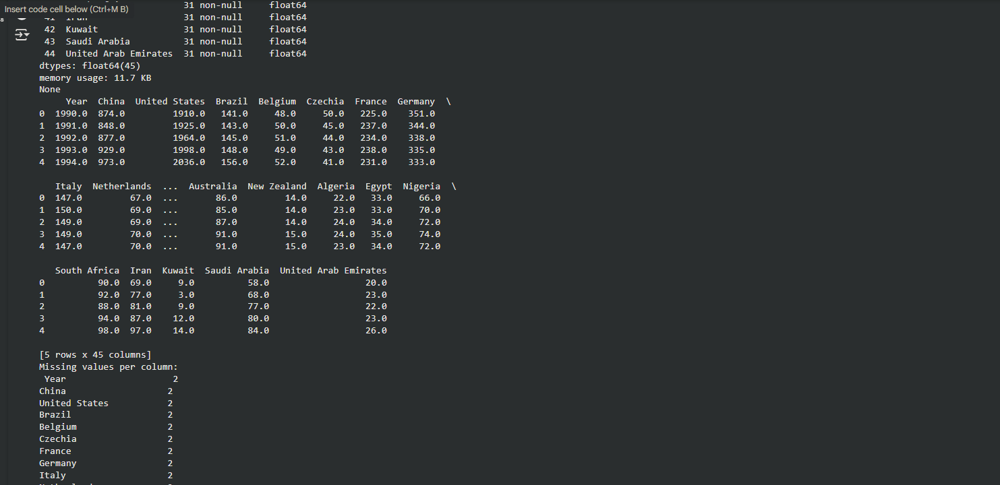 Insert code cell below (Ctrl+M B)
31 non-null     float64
41  Iran                  31 non-null     float64
42  Kuwait                31 non-null     float64
43  Saudi Arabia          31 non-null     float64
44  United Arab Emirates  31 non-null     float64
dtypes: float64(45)
memory usage: 11.7 KB
None
     Year  China  United States  Brazil  Belgium  Czechia  France  Germany  \
0  1990.0  874.0         1910.0   141.0     48.0     50.0   225.0    351.0
1  1991.0  848.0         1925.0   143.0     50.0     45.0   237.0    344.0
2  1992.0  877.0         1964.0   145.0     51.0     44.0   234.0    338.0
3  1993.0  929.0         1998.0   148.0     49.0     43.0   238.0    335.0
4  1994.0  973.0         2036.0   156.0     52.0     41.0   231.0    333.0
   Italy  Netherlands  ...  Australia  New Zealand  Algeria  Egypt  Nigeria  \
0  147.0         67.0  ...       86.0         14.0     22.0   33.0     66.0
1  150.0         69.0  ...       85.0         14.0     23.0   33.0     70.0
2  149.0         69.0  ...       87.0         14.0     24.0   34.0     72.0
3  149.0         70.0  ...       91.0         15.0     24.0   35.0     74.0
4  147.0         70.0  ...       91.0         15.0     23.0   34.0     72.0
   South Africa  Iran  Kuwait  Saudi Arabia  United Arab Emirates
0          90.0  69.0     9.0          58.0                  20.0
1          92.0  77.0     3.0          68.0                  23.0
2          88.0  81.0     9.0          77.0                  22.0
3          94.0  87.0    12.0          80.0                  23.0
4          98.0  97.0    14.0          84.0                  26.0
[5 rows x 45 columns]
Missing values per column:
 Year                    2
China                   2
United States           2
Brazil                  2
Belgium                 2
Czechia                 2
France                  2
Germany                 2
Italy                   2